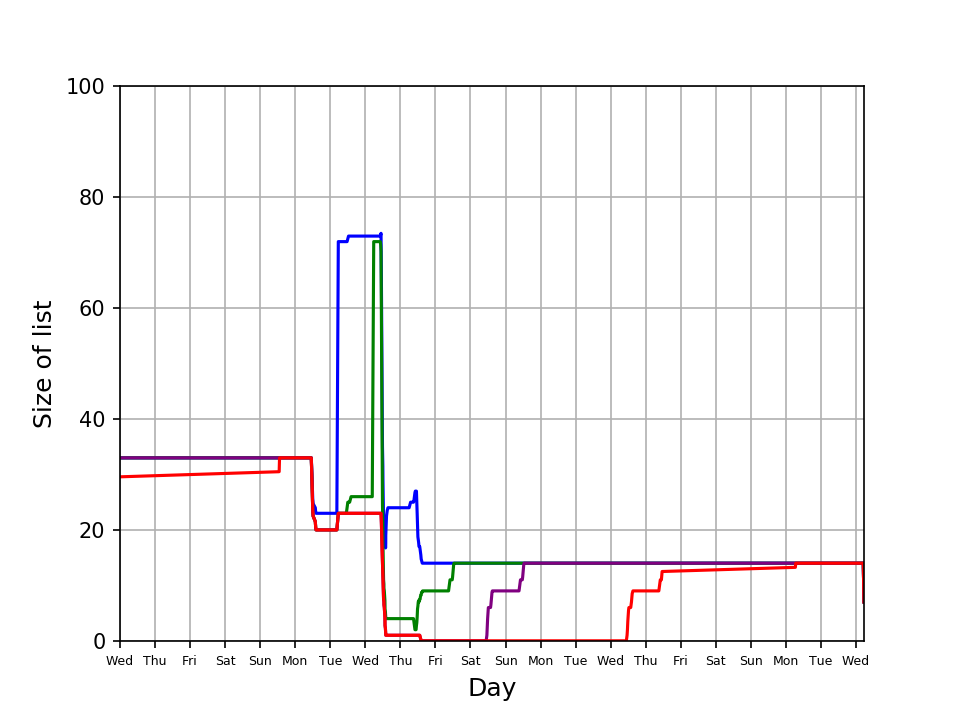 100
80
60
40
20
0
Size of list
Wed Thu Fri Sat Sun Mon Tue Wed Thu Fri Sat Sun Mon Tue Wed Thu Fri Sat Sun Mon Tue Wed
Day